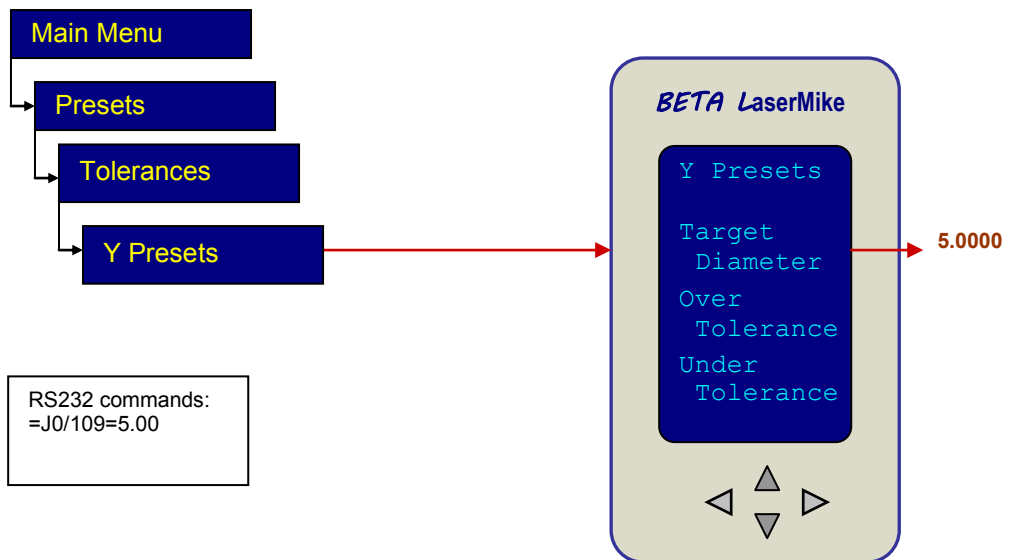 Main Menu
Presets
Tolerances
Y Presets
RS232 commands:
=J0/109=5.00
BETA LaserMike
Y Presets
Target
Diameter
Over
Tolerance
Under
Tolerance
5.0000